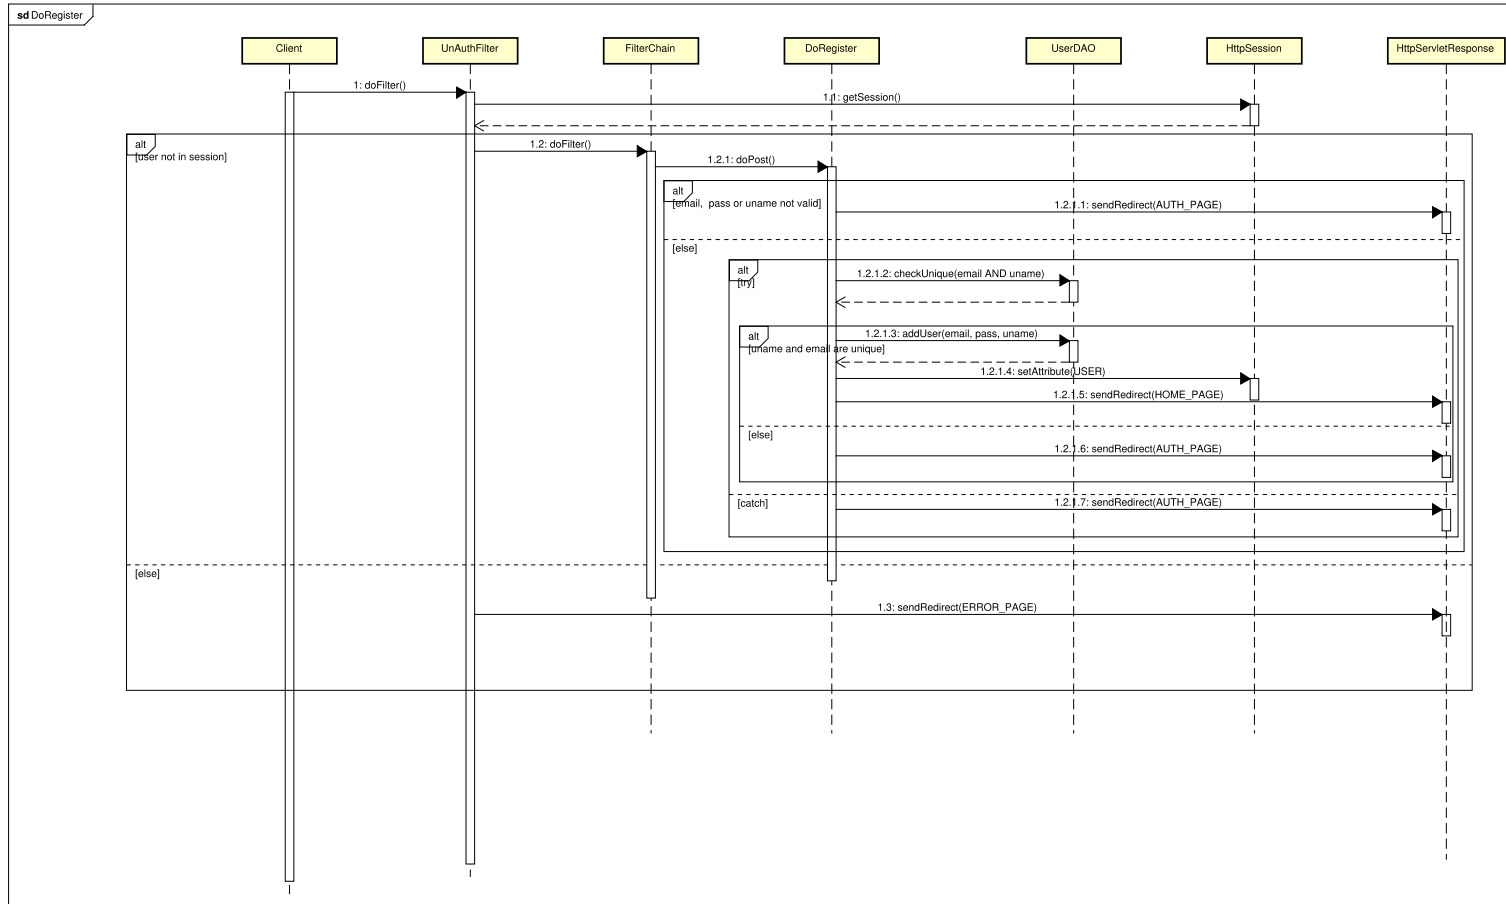 sd DoRegister
Client
UnAuthFilter
FilterChain
DoRegister
UserDAO
HttpSession
HttpServletResponse
1: doFilter()
1.1: getSession()
alt
[user not in session]
1.2: doFilter()
1.2.1: doPost()
alt
[email,  pass or uname not valid]
1.2.1.1: sendRedirect(AUTH_PAGE)
[else]
alt
[try]
1.2.1.2: checkUnique(email AND uname)
alt
1.2.1.3: addUser(email, pass, uname)
[uname and email are unique]
1.2.1.4: setAttribute(USER)
1.2.1.5: sendRedirect(HOME_PAGE)
[else]
1.2.1.6: sendRedirect(AUTH_PAGE)
[catch]
1.2.1.7: sendRedirect(AUTH_PAGE)
[else]
1.3: sendRedirect(ERROR_PAGE)